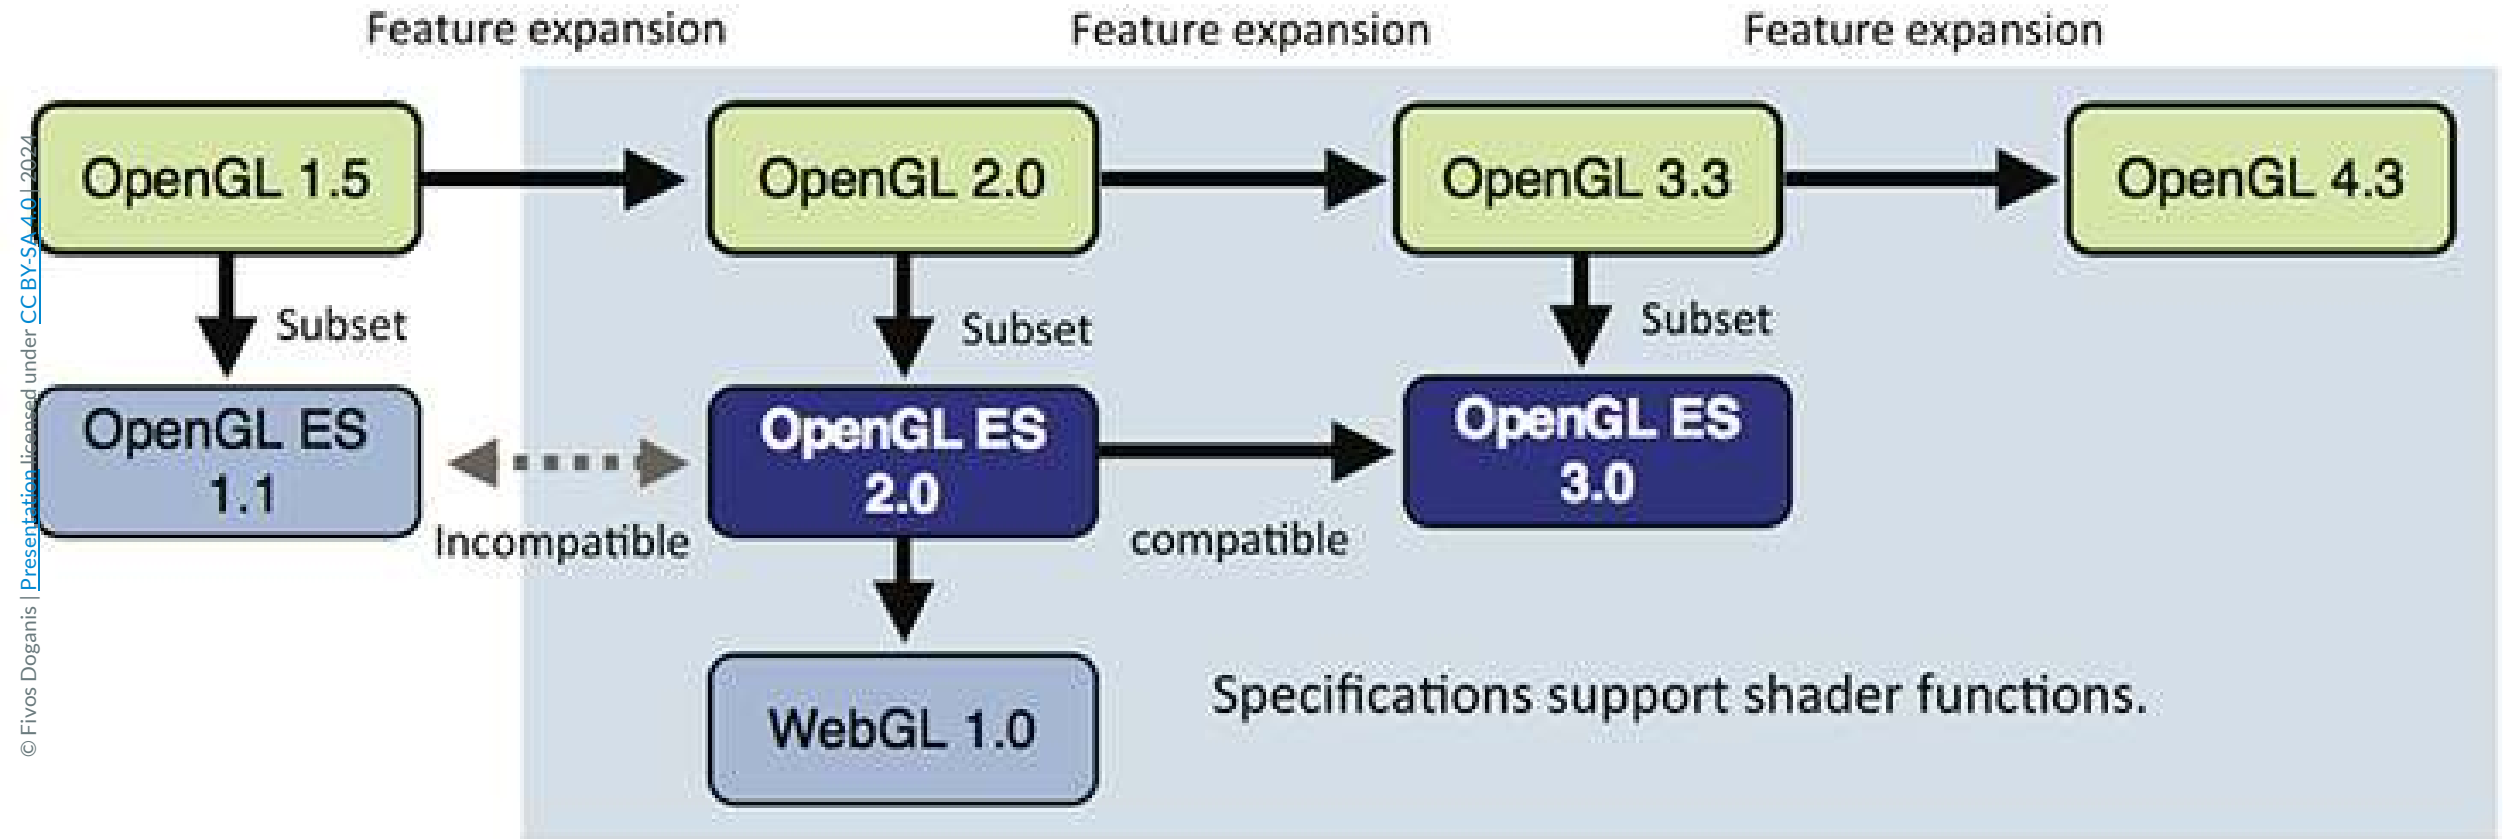 Feature expansion
Feature expansion
Feature expansion
OpenGL 1.5
OpenGL 2.0
OpenGL 3.3
OpenGL 4.3
Subset
Subset
Subset
OpenGL ES
1.1
OpenGL ES
2.0
OpenGL ES
3.0
Incompatible
compatible
WebGL 1.0
Specifications support shader functions.
© Fivos Doganis | Presentation licensed under CC BY-SA 4.0 | 2024